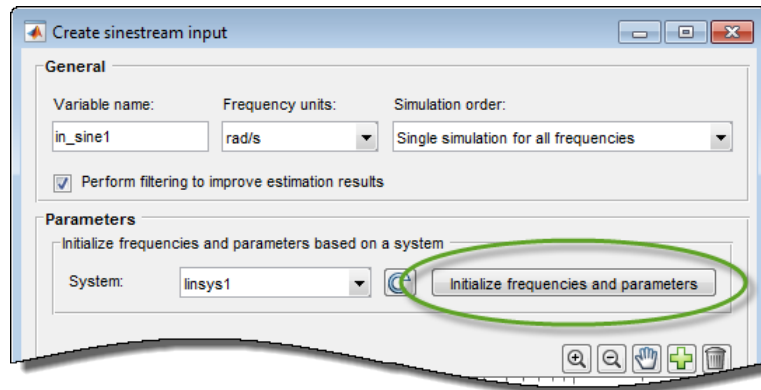 Create sinestream input
General
Variable name: Frequency units: Simulation order:
in_sine1 rad/s Single simulation for all frequencies
Perform filtering to improve estimation results
Parameters
Initialize frequencies and parameters based on a system
System: linsys1 Initialize frequencies and parameters